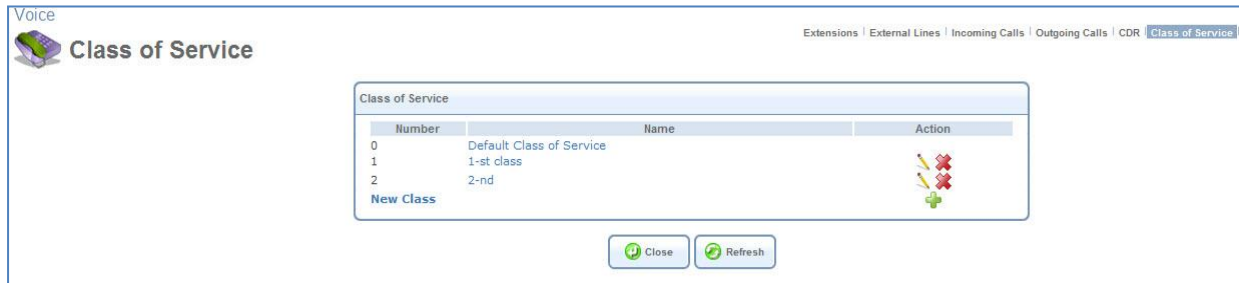 Voice
Class of Service
Extensions | External Lines | Incoming Calls | Outgoing Calls | CDR | Class of Service
Class of Service
Number Name Action
0 Default Class of Service
1 1-st class
2 2-nd
New Class
Close Refresh